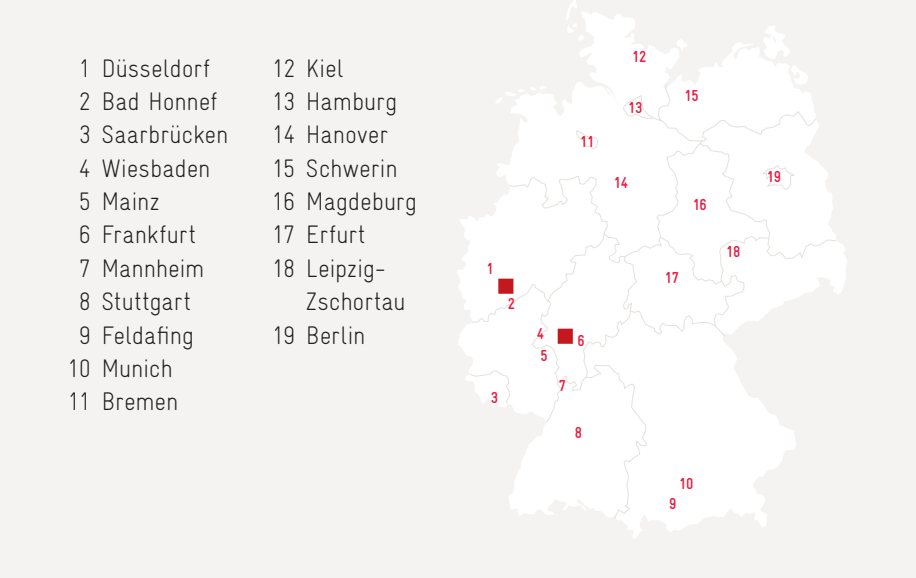 1 Düsseldorf
2 Bad Honnef
3 Saarbrücken
4 Wiesbaden
5 Mainz
6 Frankfurt
7 Mannheim
8 Stuttgart
9 Feldafing
10 Munich
11 Bremen
12 Kiel
13 Hamburg
14 Hanover
15 Schwerin
16 Magdeburg
17 Erfurt
18 Leipzig-
Zschortau
19 Berlin
12
15
13
11
19
14
16
18
1
17
2
4
6
5
7
3
8
10
9